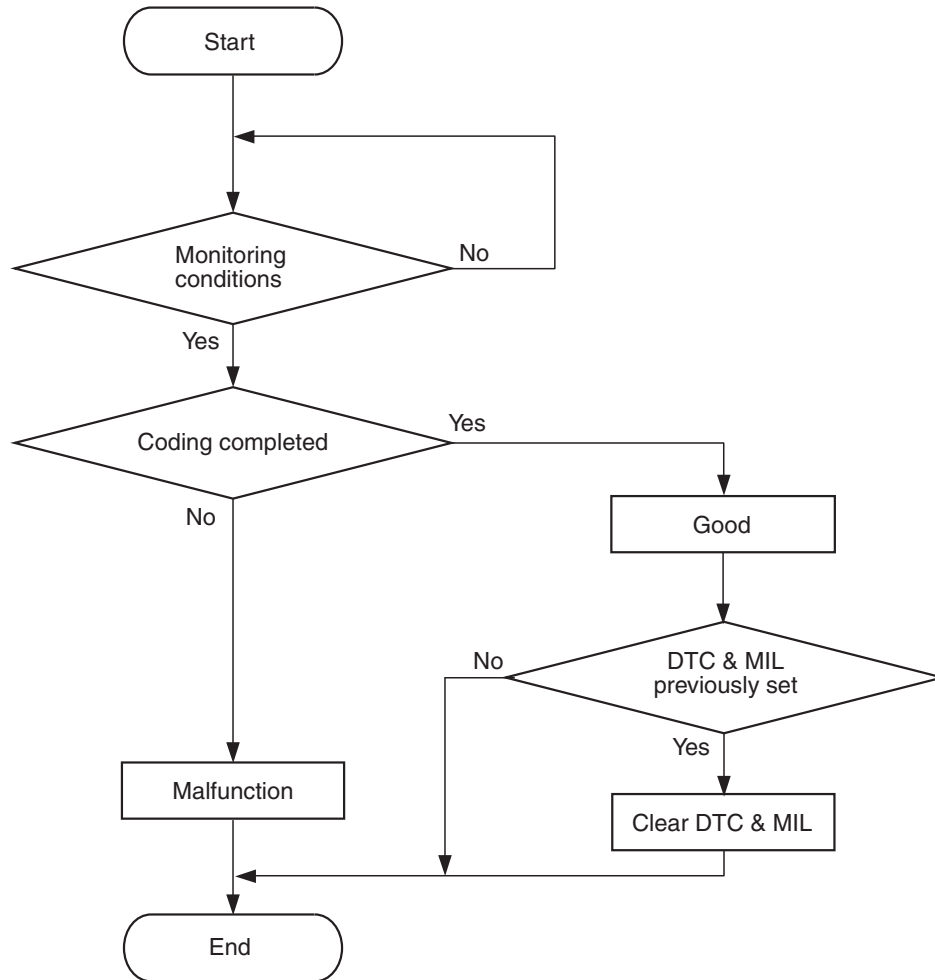 Start
Monitoring
conditions
No
Yes
Coding completed
Yes
No
Good
DTC & MIL
previously set
No
Yes
Malfunction
Clear DTC & MIL
End